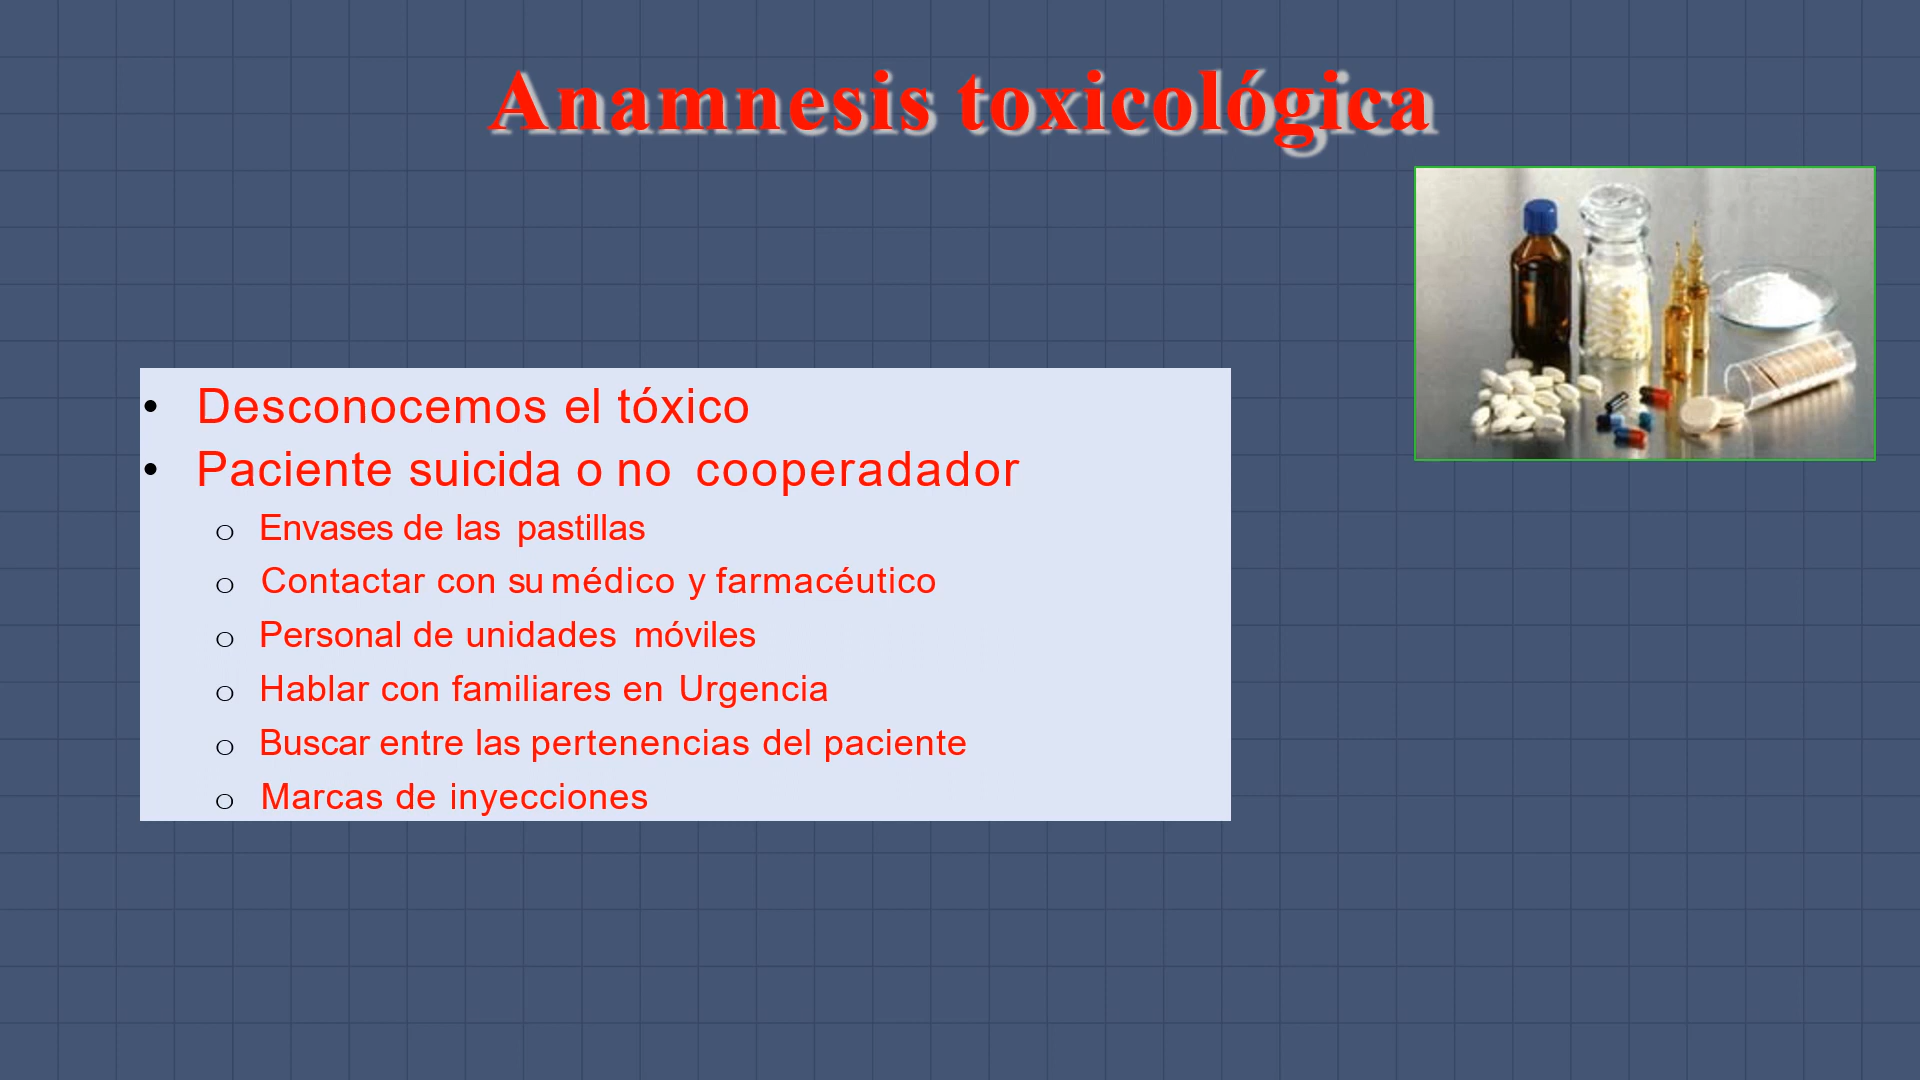 Anamnesis toxicológica
• Desconocemos el tóxico
• Paciente suicida o no cooperadador
o Envases de las pastillas
o Contactar con su médico y farmacéutico
o Personal de unidades móviles
o Hablar con familiares en Urgencia
o Buscar entre las pertenencias del paciente
o Marcas de inyecciones